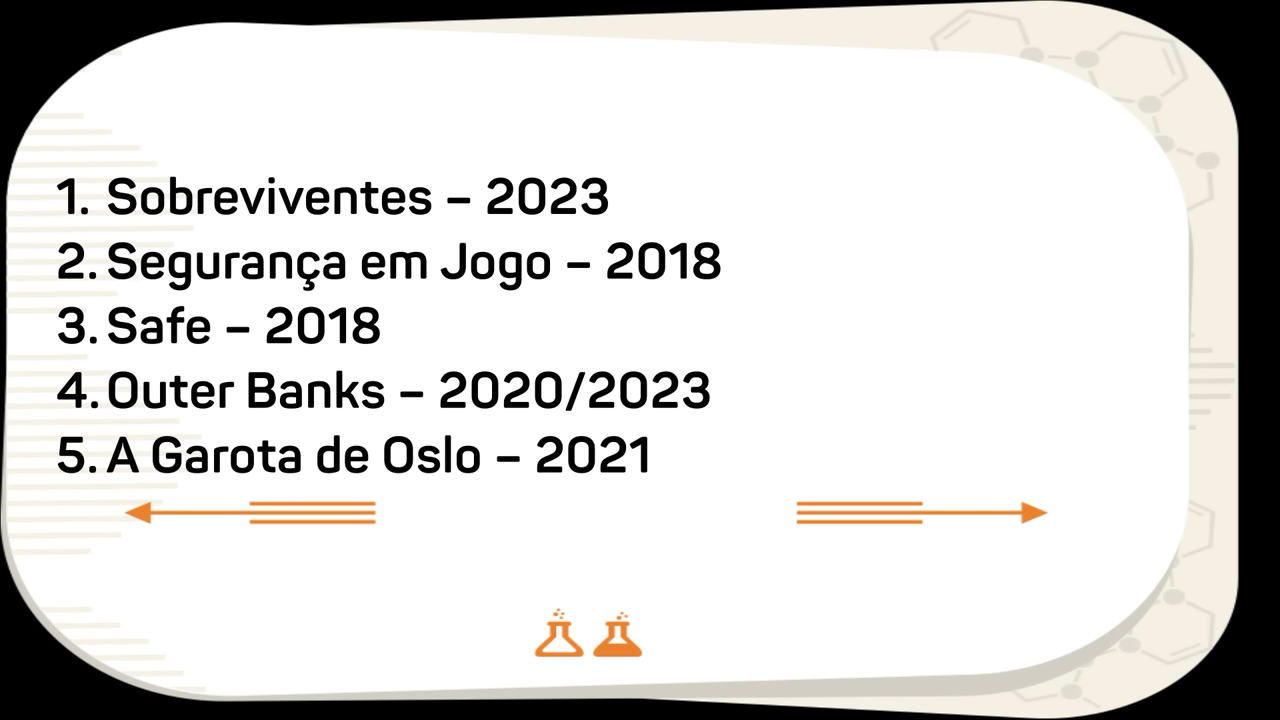 1. Sobreviventes – 2023
2. Segurança em Jogo – 2018
3. Safe – 2018
4. Outer Banks – 2020/2023
5. A Garota de Oslo – 2021